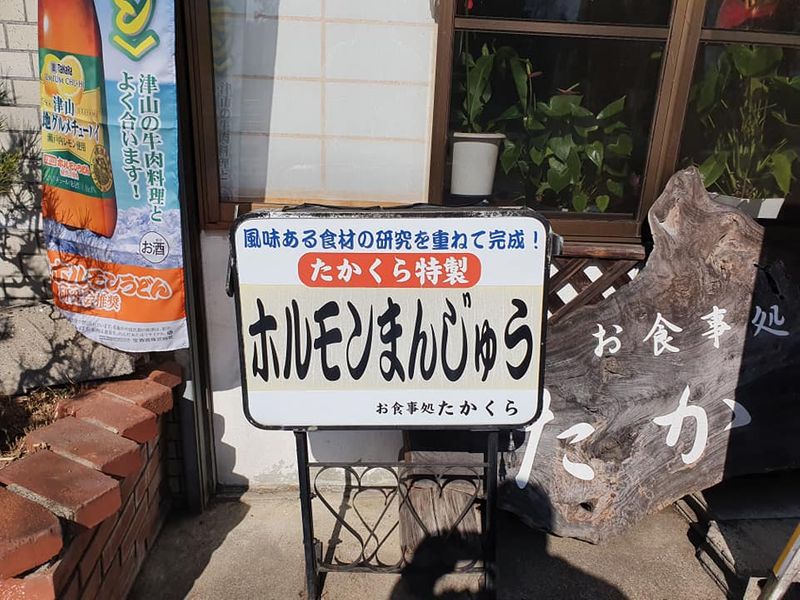 津山の牛肉料理と
よく合います!
津山
地グルメチューハイ
お酒
ホルモンうどん
風味ある食材の研究を重ねて完成!
たかくら特製
ホルモンまんじゅう
お食事処たかくら
お食事処
たか